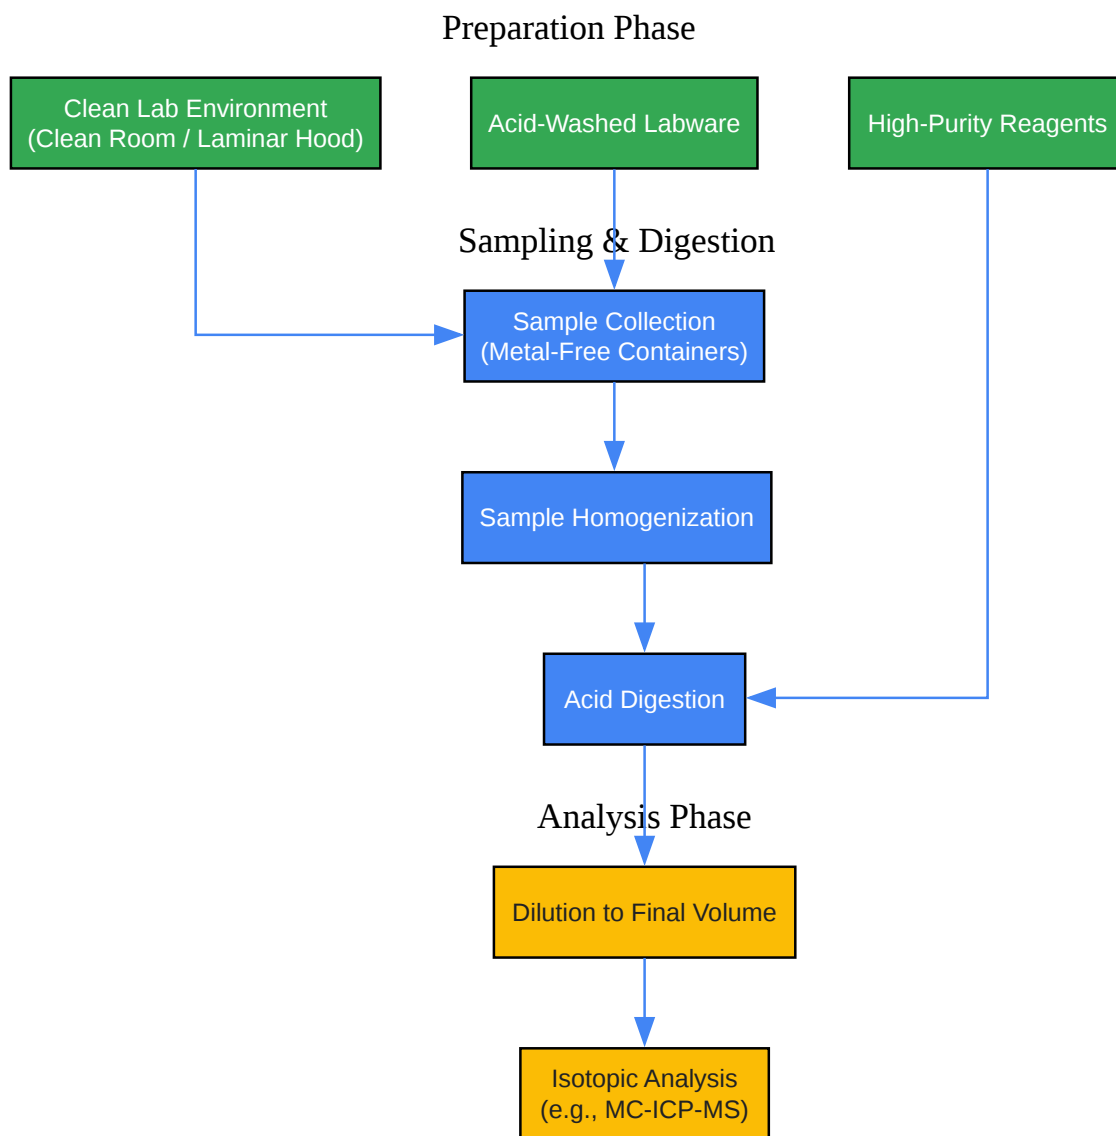 Preparation Phase
Clean Lab Environment
(Clean Room / Laminar Hood)
Acid-Washed Labware
High-Purity Reagents
Sampling & Digestion
Sample Collection
(Metal-Free Containers)
Sample Homogenization
Acid Digestion
Analysis Phase
Dilution to Final Volume
Isotopic Analysis
(e.g., MC-ICP-MS)